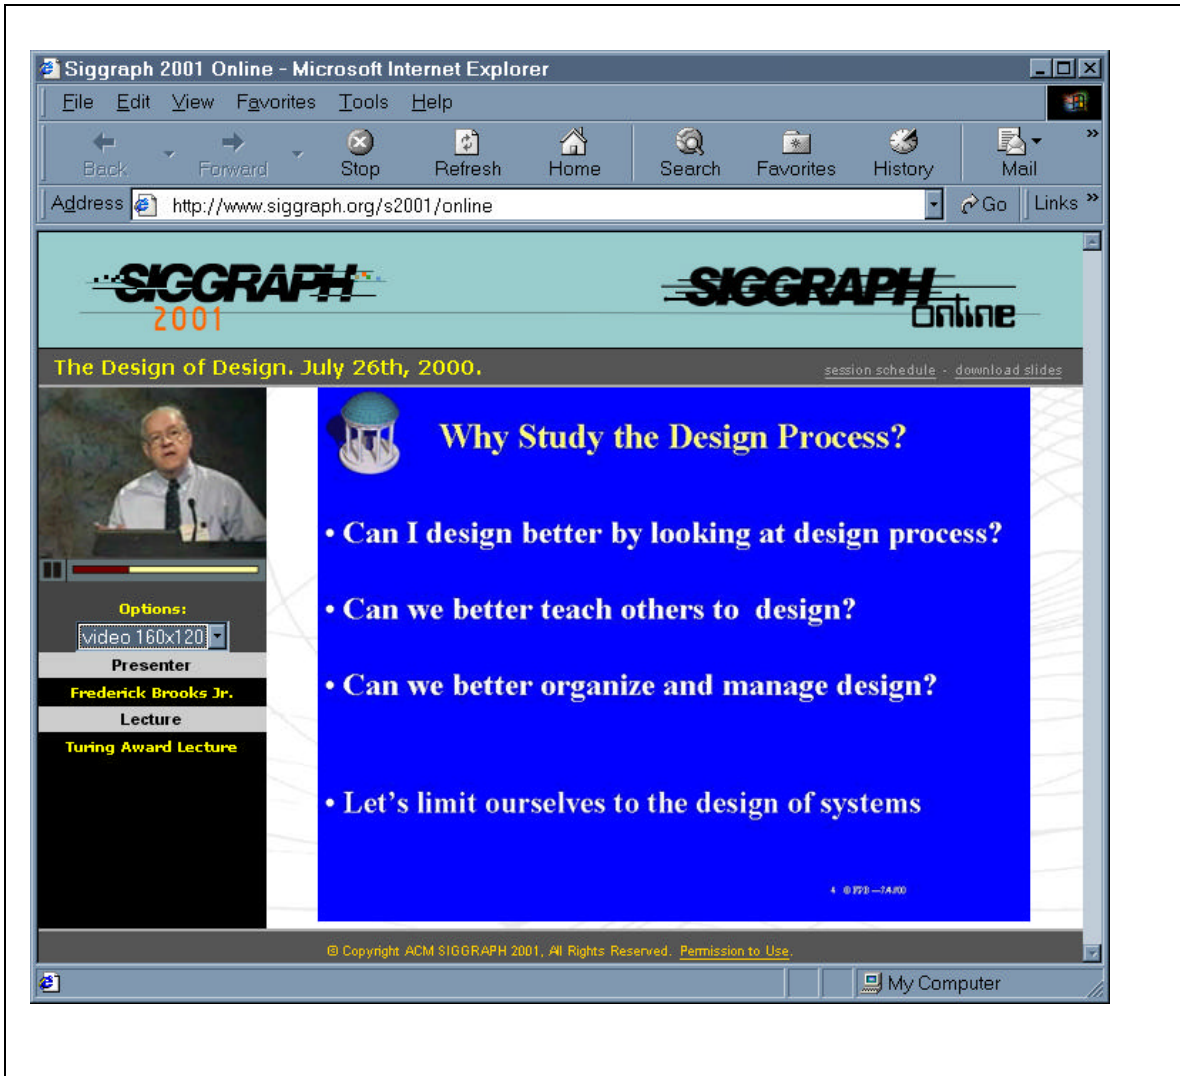 Siggraph 2001 Online - Microsoft Internet Explorer
File Edit View Favorites Tools Help
Back Forward Stop Refresh Home Search Favorites History Mail »
Address http://www.siggraph.org/s2001/online Go Links »
SIGGRAPH 2001
SIGGRAPH online
The Design of Design. July 26th, 2000.
session schedule - download slides
Why Study the Design Process?
• Can I design better by looking at design process?
• Can we better teach others to design?
• Can we better organize and manage design?
• Let's limit ourselves to the design of systems
Options:
video 160x120
Presenter
Frederick Brooks Jr.
Lecture
Turing Award Lecture
© Copyright ACM SIGGRAPH 2001, All Rights Reserved. Permission to Use.
My Computer